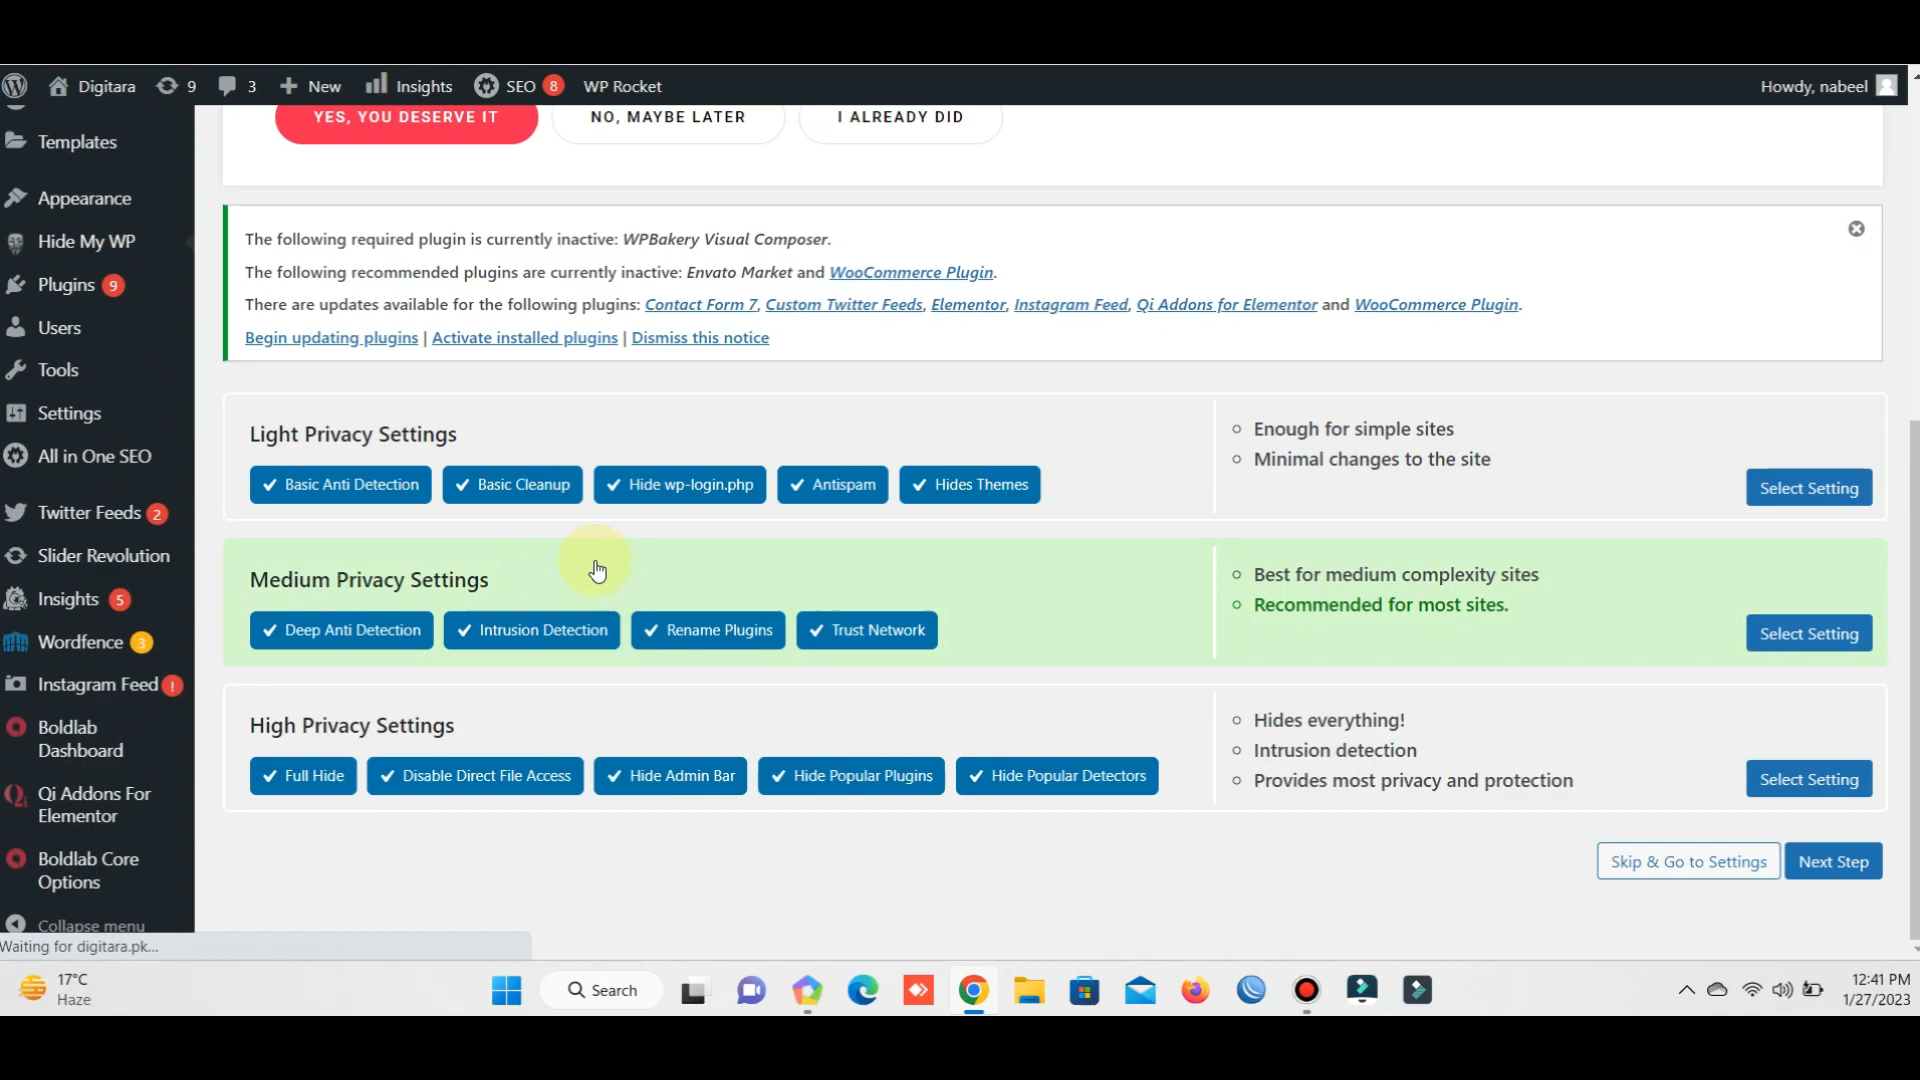 Digitara 9 3 New Insights SEO 8 WP Rocket Howdy, nabeel
YES, YOU DESERVE IT NO, MAYBE LATER I ALREADY DID
Templates
Appearance
Hide My WP
Plugins 9
Users
Tools
Settings
All in One SEO
Twitter Feeds 2
Slider Revolution
Insights 5
Wordfence 3
Instagram Feed !
Boldlab
Dashboard
Qi Addons For
Elementor
Boldlab Core
Options
Collapse menu
Waiting for digitara.pk...
The following required plugin is currently inactive: WPBakery Visual Composer.
The following recommended plugins are currently inactive: Envato Market and WooCommerce Plugin.
There are updates available for the following plugins: Contact Form 7, Custom Twitter Feeds, Elementor, Instagram Feed, Qi Addons for Elementor and WooCommerce Plugin.
Begin updating plugins | Activate installed plugins | Dismiss this notice
Light Privacy Settings
Basic Anti Detection Basic Cleanup Hide wp-login.php Antispam Hides Themes
Enough for simple sites
Minimal changes to the site
Select Setting
Medium Privacy Settings
Deep Anti Detection Intrusion Detection Rename Plugins Trust Network
Best for medium complexity sites
Recommended for most sites.
Select Setting
High Privacy Settings
Full Hide Disable Direct File Access Hide Admin Bar Hide Popular Plugins Hide Popular Detectors
Hides everything!
Intrusion detection
Provides most privacy and protection
Select Setting
Skip & Go to Settings Next Step
17°C
Haze
Search
12:41 PM
1/27/2023